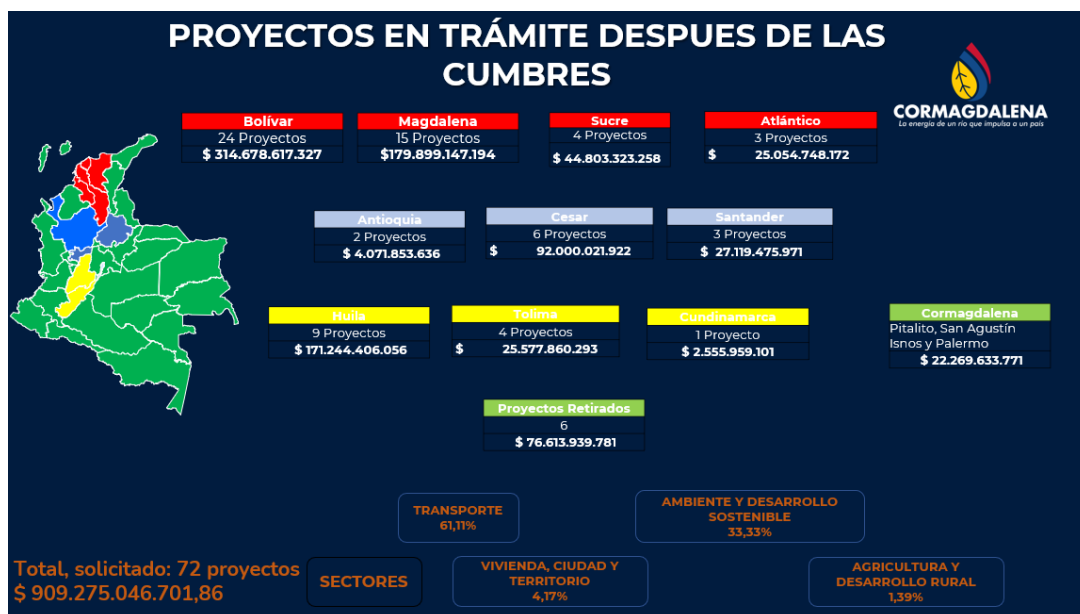 PROYECTOS EN TRÁMITE DESPUES DE LAS
CUMBRES
CORMAGDALENA
La energía de un río que impulsa a un país
Bolívar
24 Proyectos
$ 314.678.617.327
Magdalena
15 Proyectos
$179.899.147.194
Sucre
4 Proyectos
$ 44.803.323.258
Atlántico
3 Proyectos
$ 25.054.748.172
Antioquia
2 Proyectos
$ 4.071.853.636
Cesar
6 Proyectos
$ 92.000.021.922
Santander
3 Proyectos
$ 27.119.475.971
Huila
9 Proyectos
$ 171.244.406.056
Tolima
4 Proyectos
$ 25.577.860.293
Cundinamarca
1 Proyecto
$ 2.555.959.101
Cormagdalena
Pitalito, San Agustín
Isnos y Palermo
$ 22.269.633.771
Proyectos Retirados
6
$ 76.613.939.781
TRANSPORTE
61,11%
AMBIENTE Y DESARROLLO
SOSTENIBLE
33,33%
Total, solicitado: 72 proyectos
$ 909.275.046.701,86
SECTORES
VIVIENDA, CIUDAD Y
TERRITORIO
4,17%
AGRICULTURA Y
DESARROLLO RURAL
1,39%